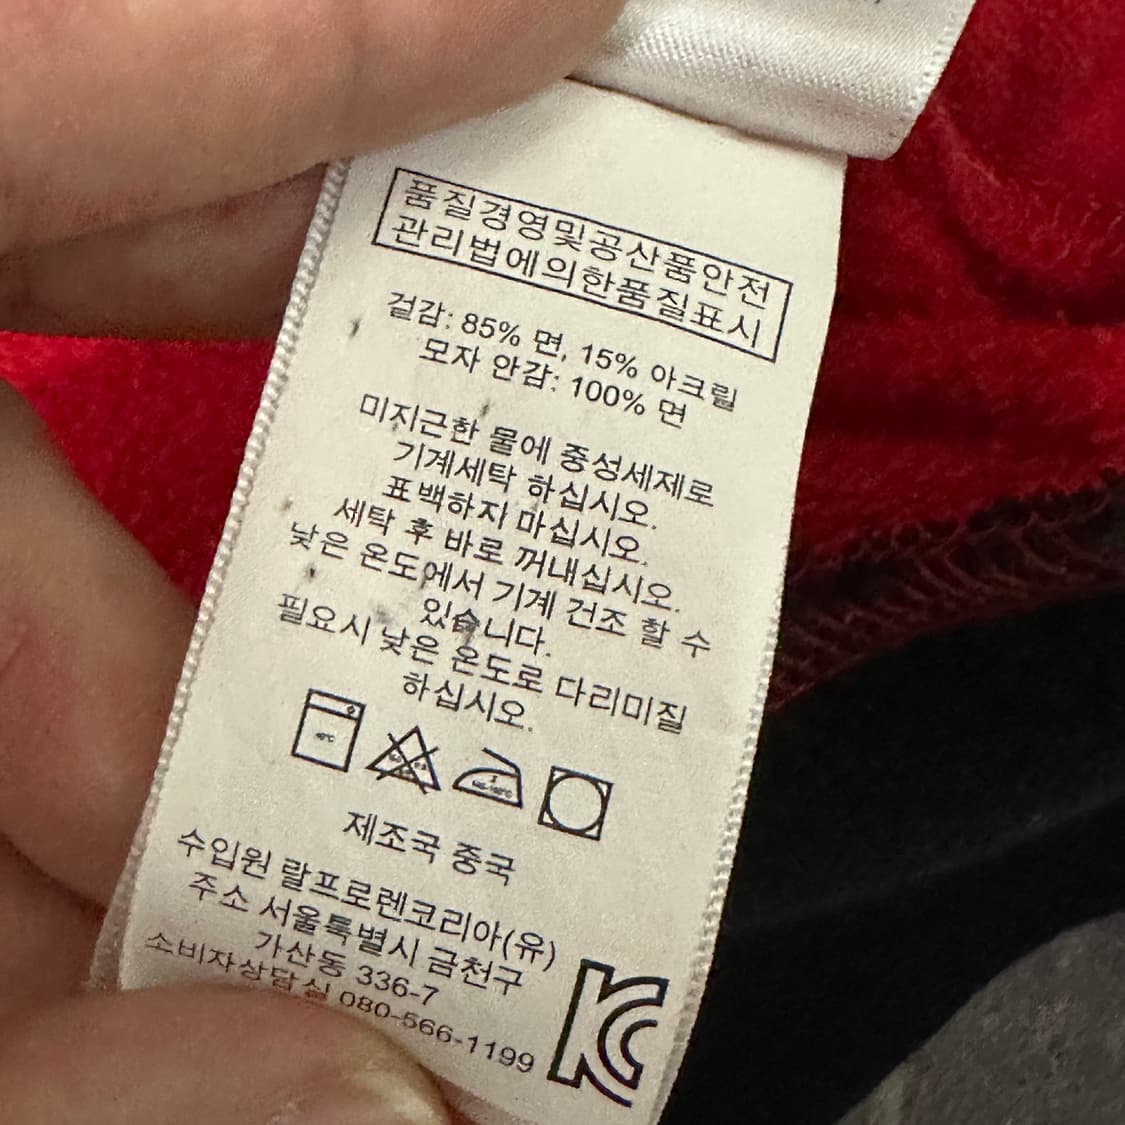 품질경영및공산품안전
관리법에의한품질표시
겉감: 85% 면, 15% 아크릴
모자 안감: 100% 면
미지근한 물에 중성세제로
기계세탁 하십시오.
표백하지 마십시오.
세탁 후 바로 꺼내십시오.
낮은 온도에서 기계 건조 할 수
있습니다.
필요시 낮은 온도로 다리미질
하십시오.
40℃
제조국 중국
수입원 랄프로렌코리아(유)
주소 서울특별시 금천구
가산동 336-7
소비자상담실 080-566-1199
KC